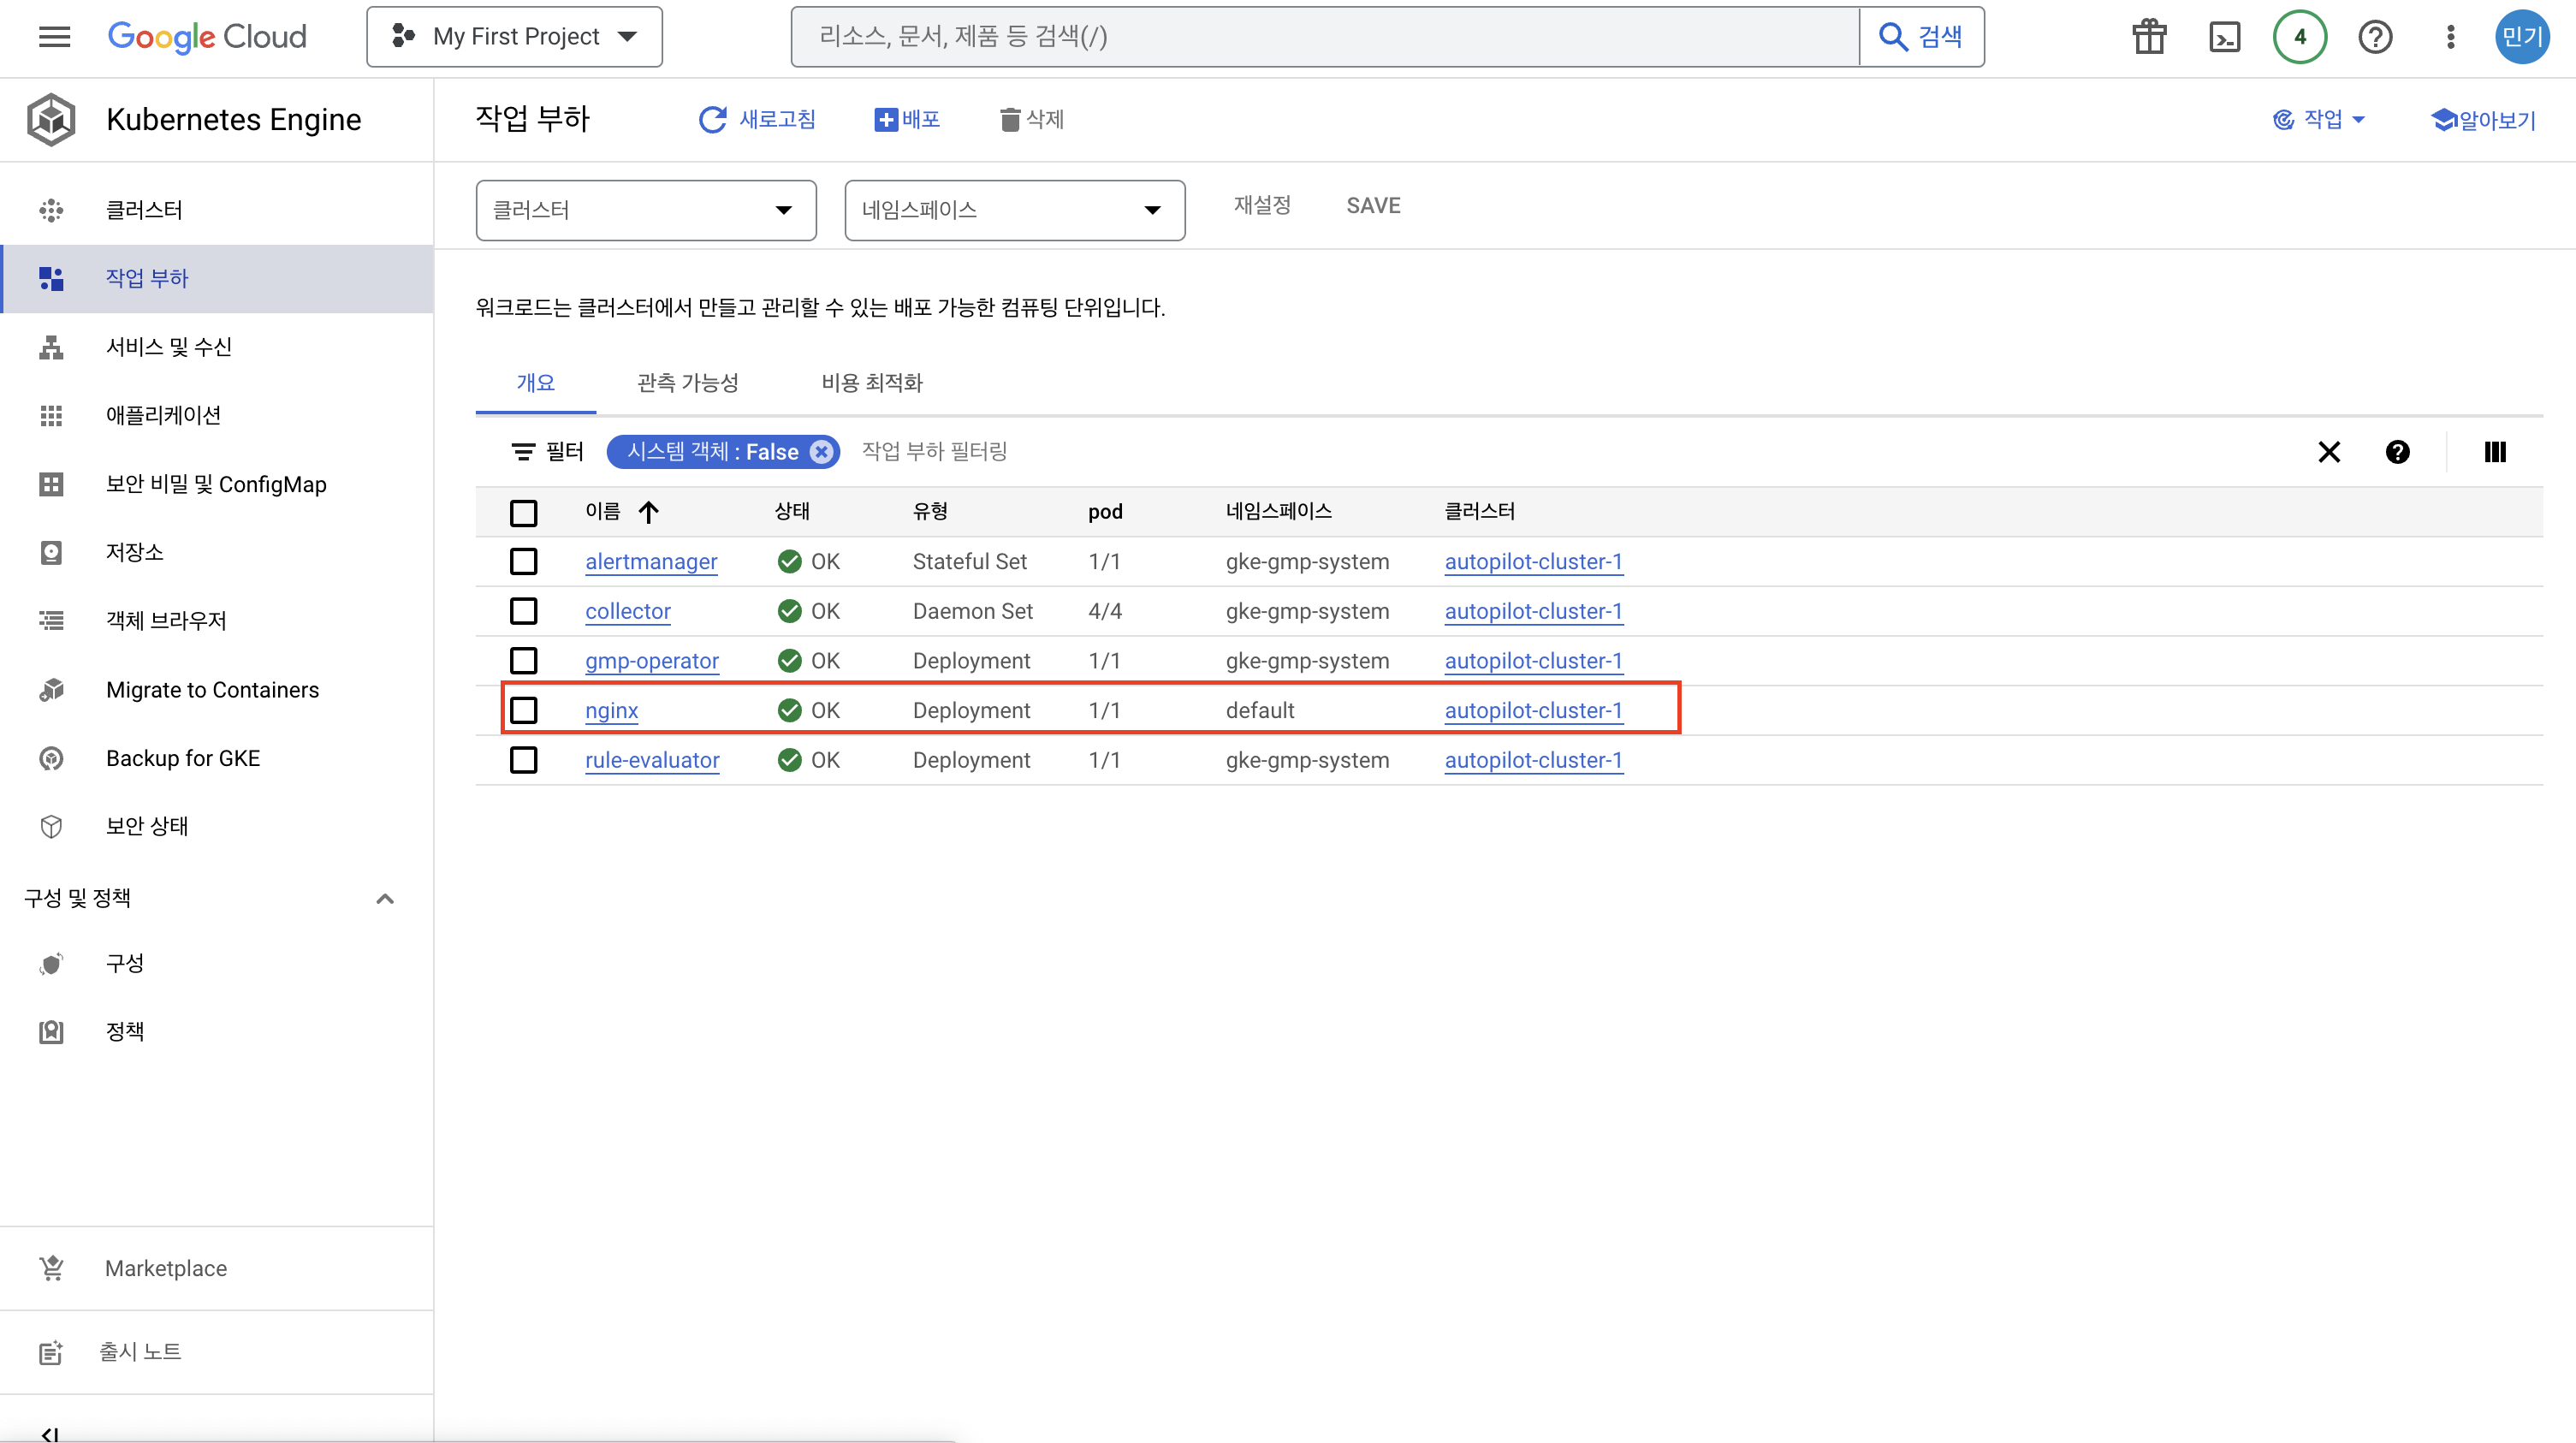 Google Cloud
My First Project
리소스, 문서, 제품 등 검색(/)
검색
4
민기
Kubernetes Engine
작업 부하
새로고침
배포
삭제
작업
알아보기
클러스터
작업 부하
서비스 및 수신
애플리케이션
보안 비밀 및 ConfigMap
저장소
객체 브라우저
Migrate to Containers
Backup for GKE
보안 상태
구성 및 정책
구성
정책
Marketplace
출시 노트
클러스터
네임스페이스
재설정
SAVE
워크로드는 클러스터에서 만들고 관리할 수 있는 배포 가능한 컴퓨팅 단위입니다.
개요
관측 가능성
비용 최적화
필터
시스템 객체 : False
작업 부하 필터링
이름 상태 유형 pod 네임스페이스 클러스터
alertmanager OK Stateful Set 1/1 gke-gmp-system autopilot-cluster-1
collector OK Daemon Set 4/4 gke-gmp-system autopilot-cluster-1
gmp-operator OK Deployment 1/1 gke-gmp-system autopilot-cluster-1
nginx OK Deployment 1/1 default autopilot-cluster-1
rule-evaluator OK Deployment 1/1 gke-gmp-system autopilot-cluster-1